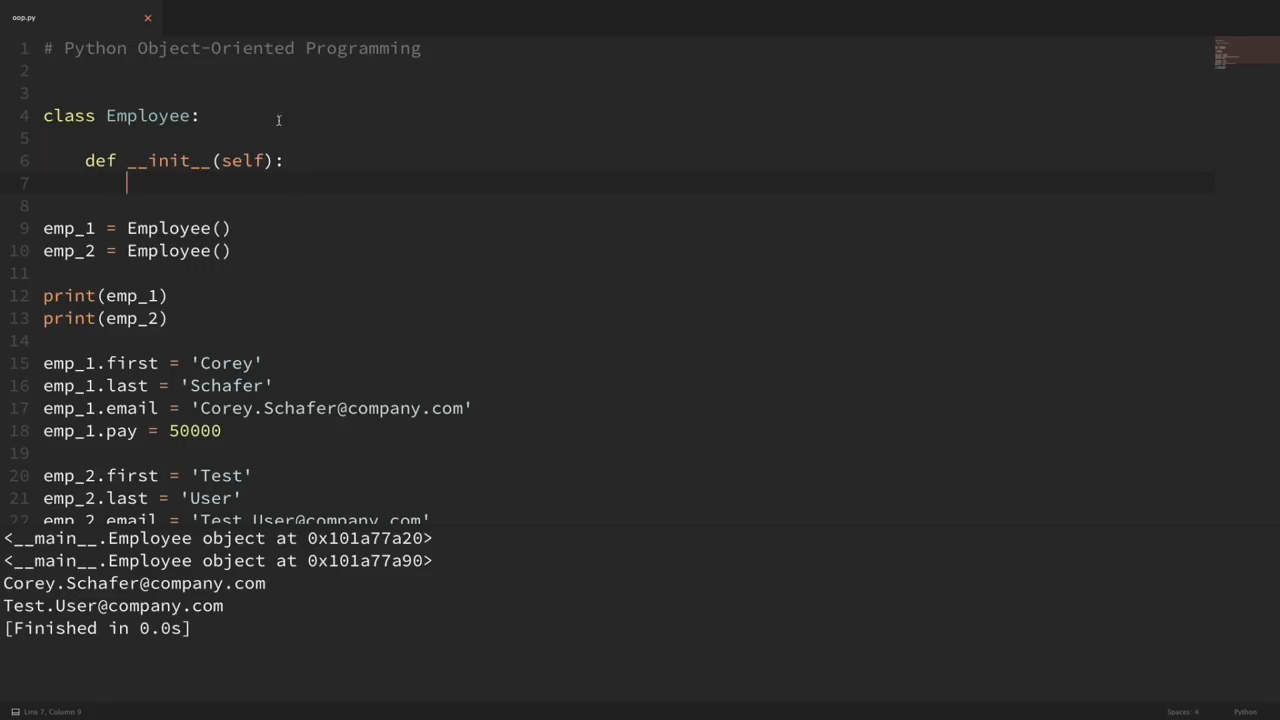 oop.py
1 # Python Object-Oriented Programming
2
3
4 class Employee:
5
6 def __init__(self):
7
8
9 emp_1 = Employee()
10 emp_2 = Employee()
11
12 print(emp_1)
13 print(emp_2)
14
15 emp_1.first = 'Corey'
16 emp_1.last = 'Schafer'
17 emp_1.email = 'Corey.Schafer@company.com'
18 emp_1.pay = 50000
19
20 emp_2.first = 'Test'
21 emp_2.last = 'User'
22 emp_2.email = 'Test.User@company.com'
<__main__.Employee object at 0x101a77a20>
<__main__.Employee object at 0x101a77a90>
Corey.Schafer@company.com
Test.User@company.com
[Finished in 0.0s]
Line 7, Column 9
Spaces: 4
Python